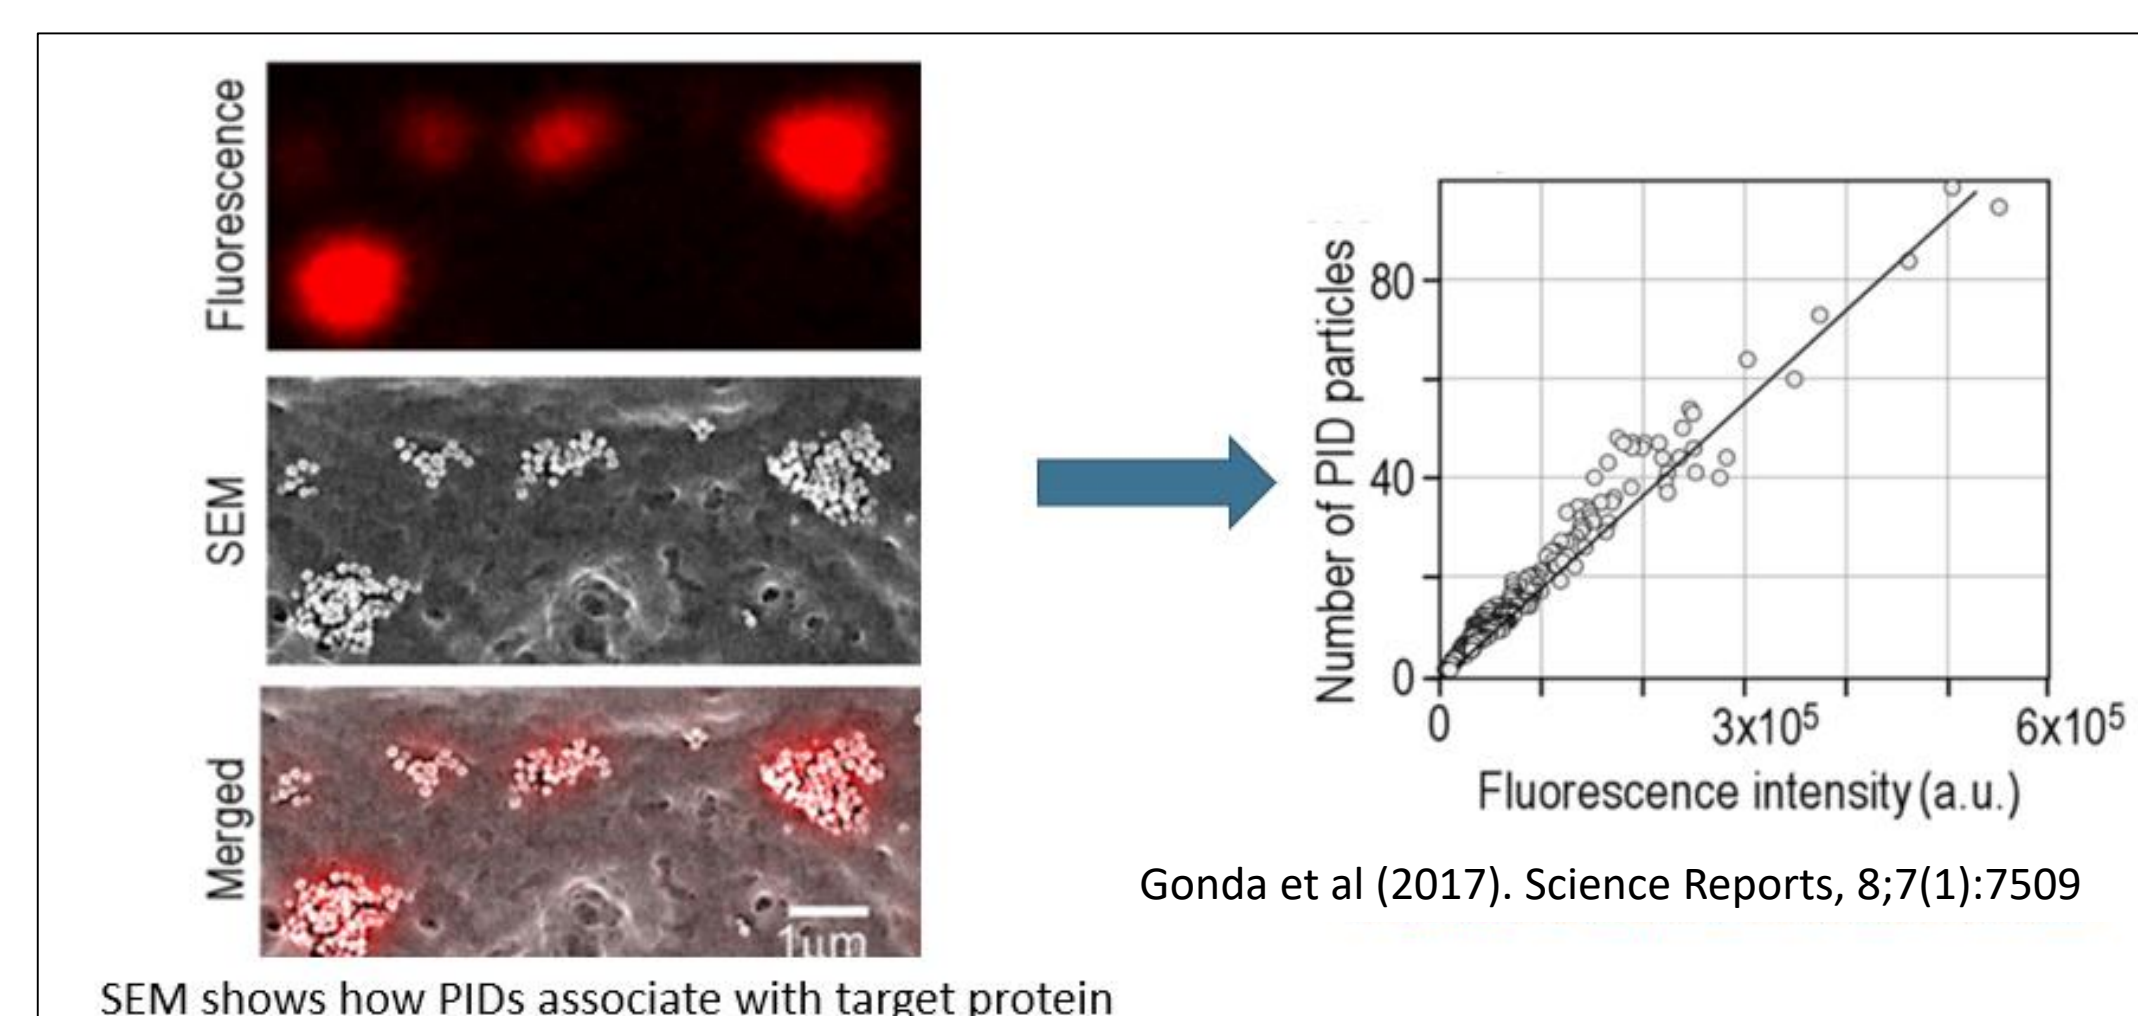 Fluorescence
SEM
Merged
1µm
SEM shows how PIDs associate with target protein
Number of PID particles
80
40
0
0
3x10⁵
6x10⁵
Fluorescence intensity (a.u.)
Gonda et al (2017). Science Reports, 8;7(1):7509